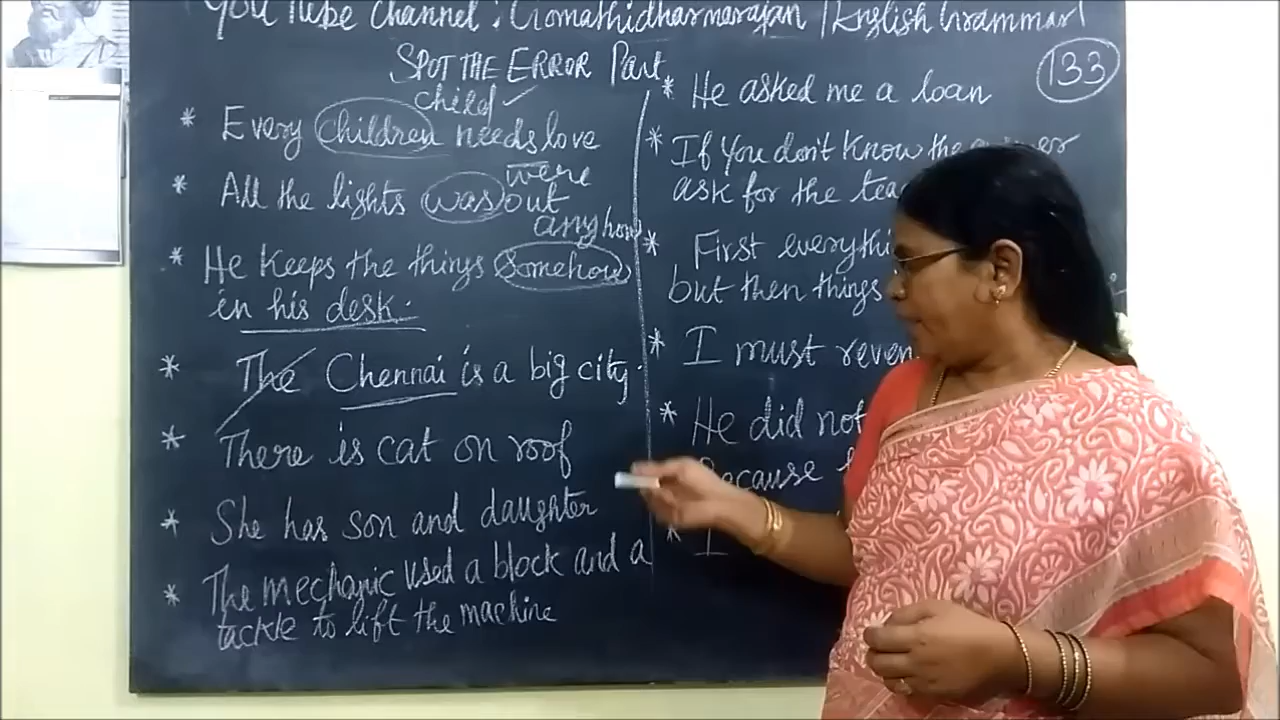 YouTube Channel : Gomathidharmarajan / English Grammar
SPOT THE ERROR Part
133
child ✓
* Every children needs love
were
* All the lights was out
anyhow
* He keeps the things somehow
in his desk.
* The Chennai is a big city.
* There is cat on roof
* She has son and daughter
* The mechanic used a block and a
tackle to lift the machine
* He asked me a loan
* If you don't know the answer
ask for the
* First
but then things
* I must
* He did not
because
* I